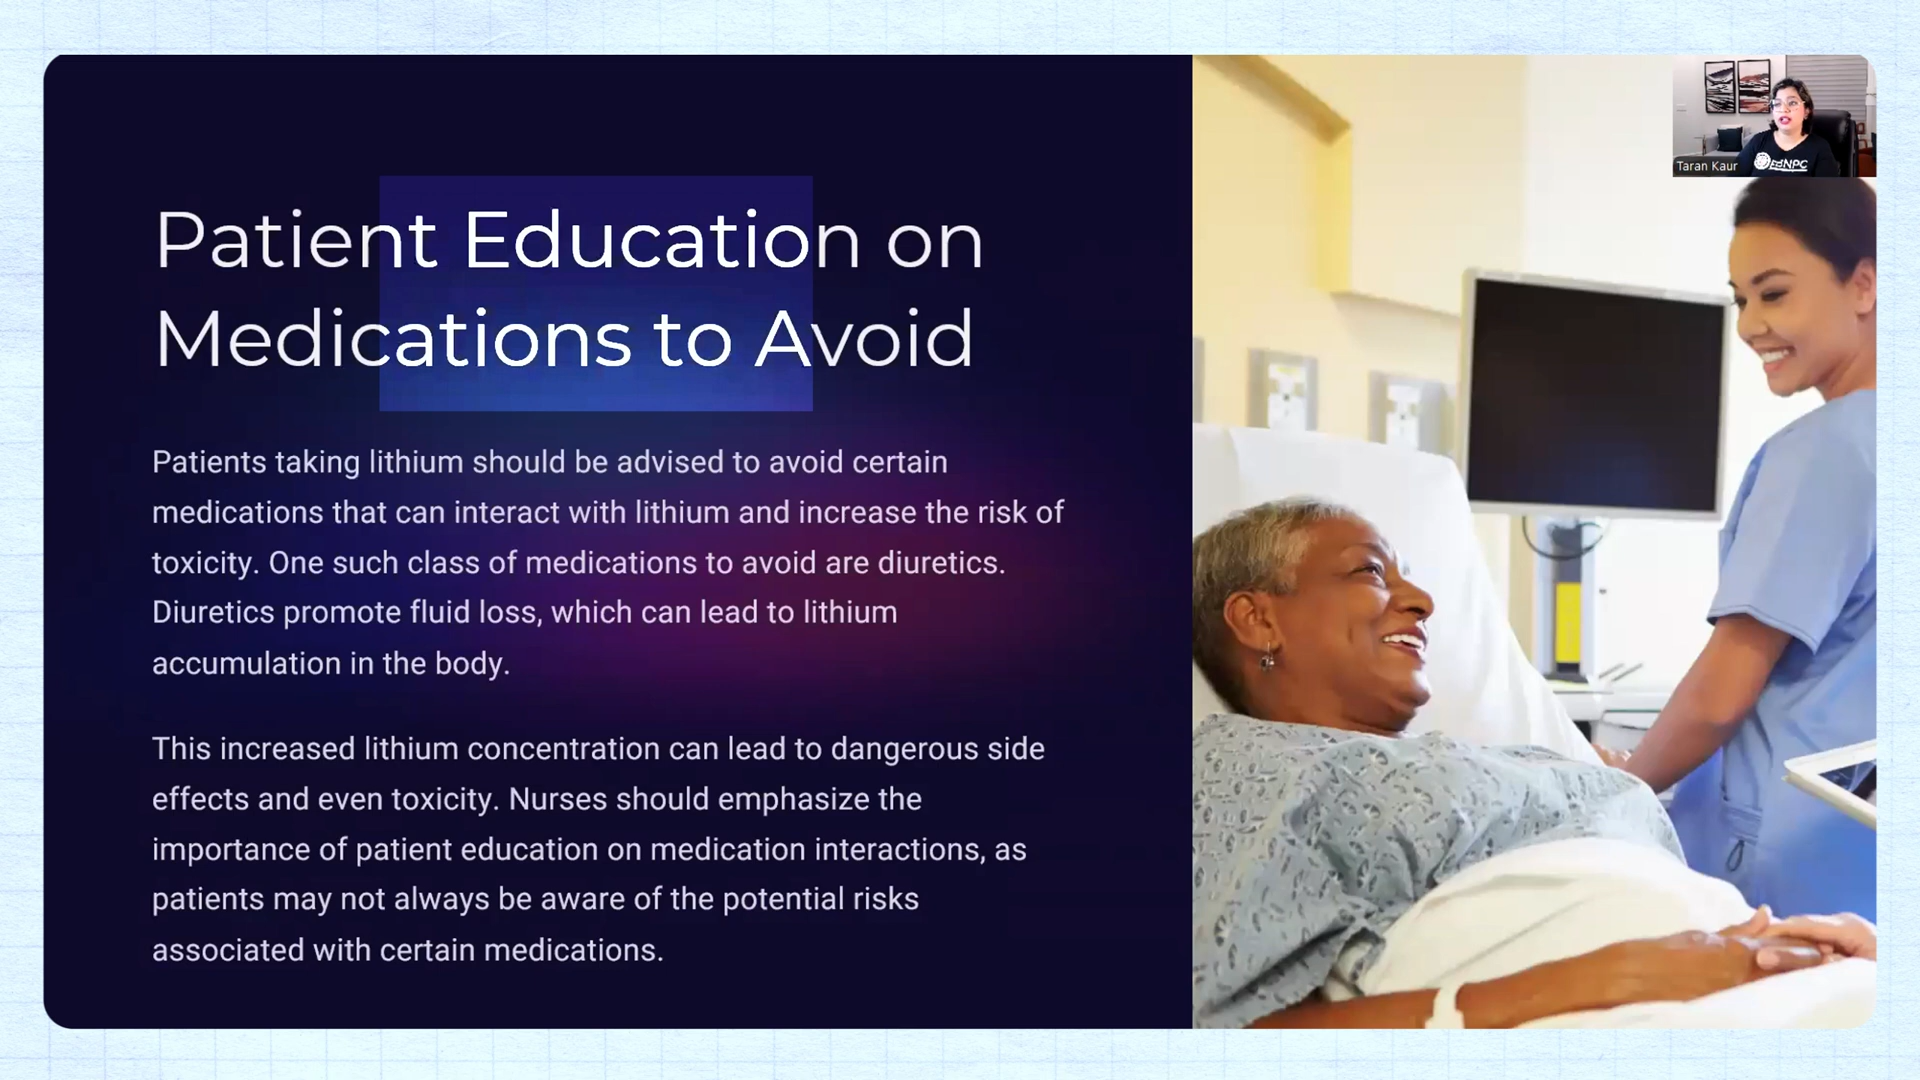 Taran Kaur
EdNPC
Patient Education on
Medications to Avoid
Patients taking lithium should be advised to avoid certain
medications that can interact with lithium and increase the risk of
toxicity. One such class of medications to avoid are diuretics.
Diuretics promote fluid loss, which can lead to lithium
accumulation in the body.
This increased lithium concentration can lead to dangerous side
effects and even toxicity. Nurses should emphasize the
importance of patient education on medication interactions, as
patients may not always be aware of the potential risks
associated with certain medications.